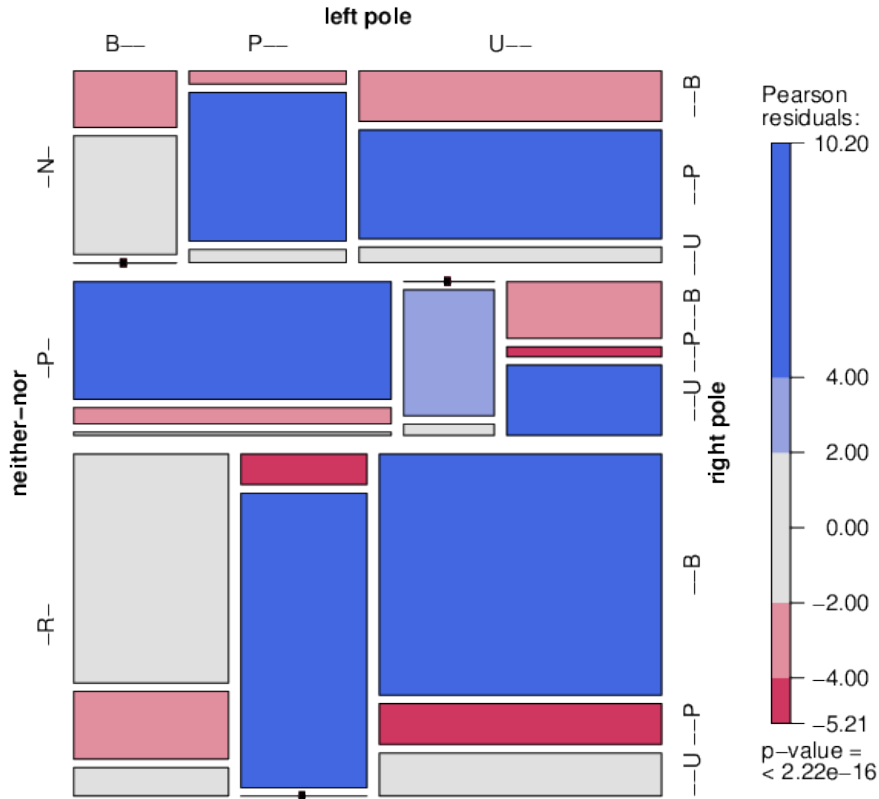 left pole
B−− P−− U−−
neither−nor
−N−
−P−
−R−
−−B
−−P
−−U
−−B
−−P
−−U
−−B
−−P
−−U
right pole
Pearson
residuals:
10.20
4.00
2.00
0.00
−2.00
−4.00
−5.21
p−value =
< 2.22e−16